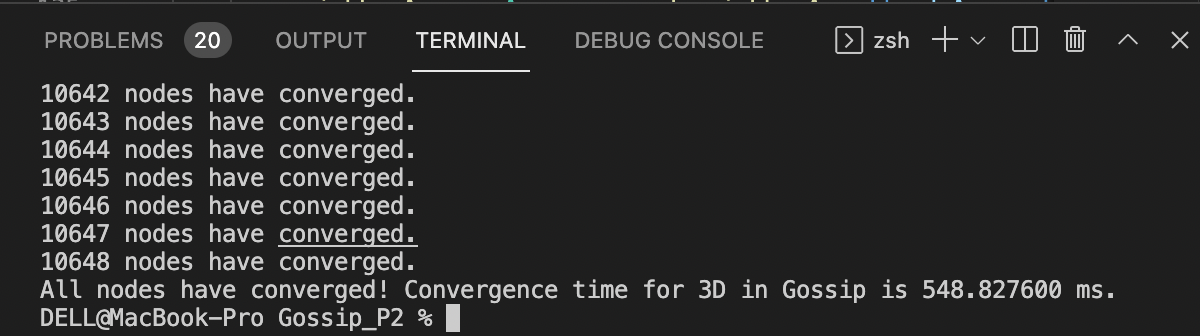 PROBLEMS 20 OUTPUT TERMINAL DEBUG CONSOLE zsh
10642 nodes have converged.
10643 nodes have converged.
10644 nodes have converged.
10645 nodes have converged.
10646 nodes have converged.
10647 nodes have converged.
10648 nodes have converged.
All nodes have converged! Convergence time for 3D in Gossip is 548.827600 ms.
DELL@MacBook-Pro Gossip_P2 %